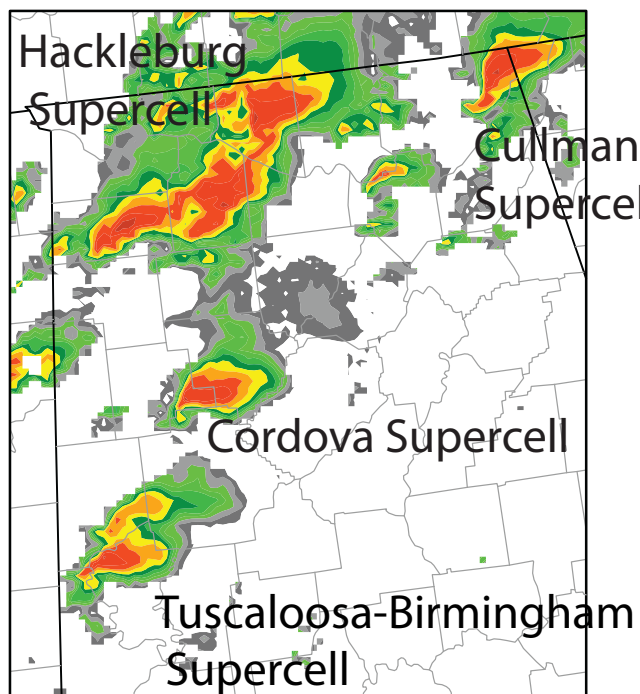 Hackleburg
Supercell
Cullman
Supercel
Cordova Supercell
Tuscaloosa-Birmingham
Supercell